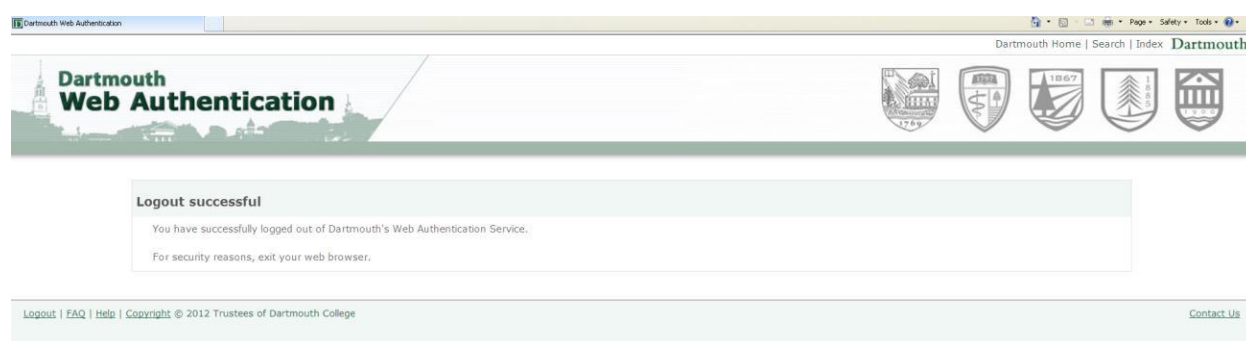 Dartmouth Web Authentication
Page Safety Tools
Dartmouth Home | Search | Index Dartmouth
Dartmouth
Web Authentication
1769
1867
1885
1900
Logout successful
You have successfully logged out of Dartmouth's Web Authentication Service.
For security reasons, exit your web browser.
Logout | FAQ | Help | Copyright © 2012 Trustees of Dartmouth College
Contact Us